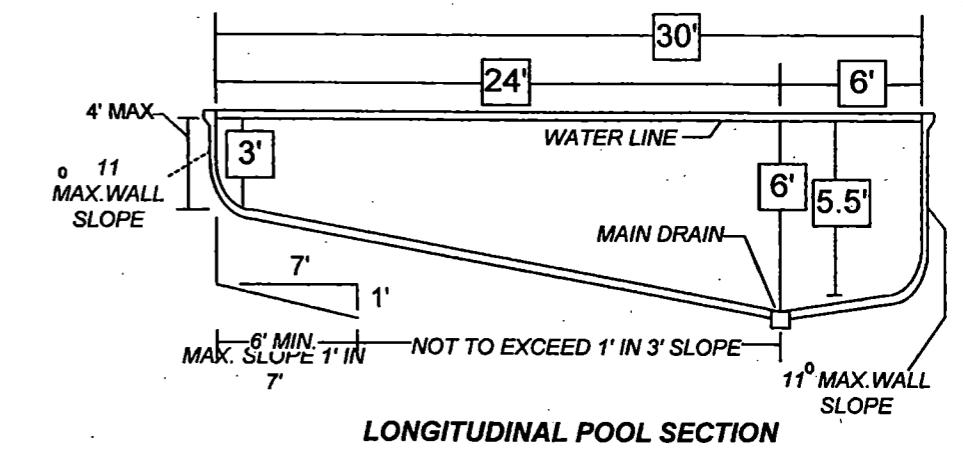 30'
24'
6'
4' MAX
WATER LINE
3'
11
o
MAX.WALL
SLOPE
6'
5.5'
MAIN DRAIN
7'
1'
6' MIN.
MAX. SLOPE 1' IN
7'
NOT TO EXCEED 1' IN 3' SLOPE
11° MAX.WALL
SLOPE
LONGITUDINAL POOL SECTION